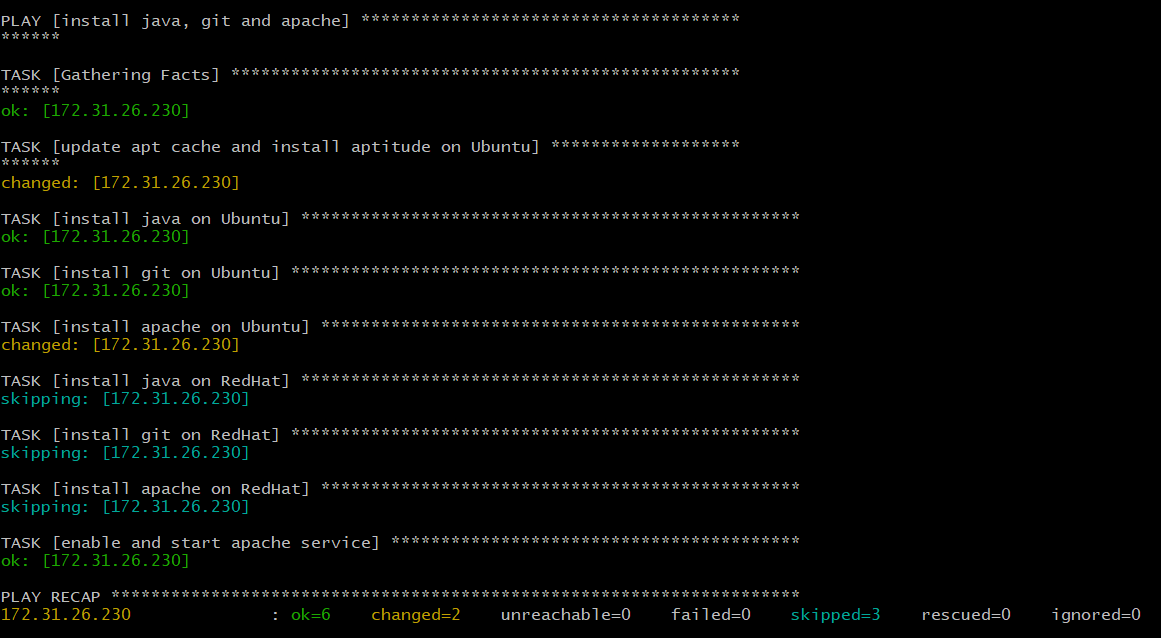 PLAY [install java, git and apache] **************************************
******
TASK [Gathering Facts] ***************************************************
******
ok: [172.31.26.230]
TASK [update apt cache and install aptitude on Ubuntu] *******************
******
changed: [172.31.26.230]
TASK [install java on Ubuntu] **************************************************
ok: [172.31.26.230]
TASK [install git on Ubuntu] ***************************************************
ok: [172.31.26.230]
TASK [install apache on Ubuntu] ************************************************
changed: [172.31.26.230]
TASK [install java on RedHat] **************************************************
skipping: [172.31.26.230]
TASK [install git on RedHat] ***************************************************
skipping: [172.31.26.230]
TASK [install apache on RedHat] ************************************************
skipping: [172.31.26.230]
TASK [enable and start apache service] *****************************************
ok: [172.31.26.230]
PLAY RECAP *********************************************************************
172.31.26.230              : ok=6    changed=2    unreachable=0    failed=0    skipped=3    rescued=0    ignored=0